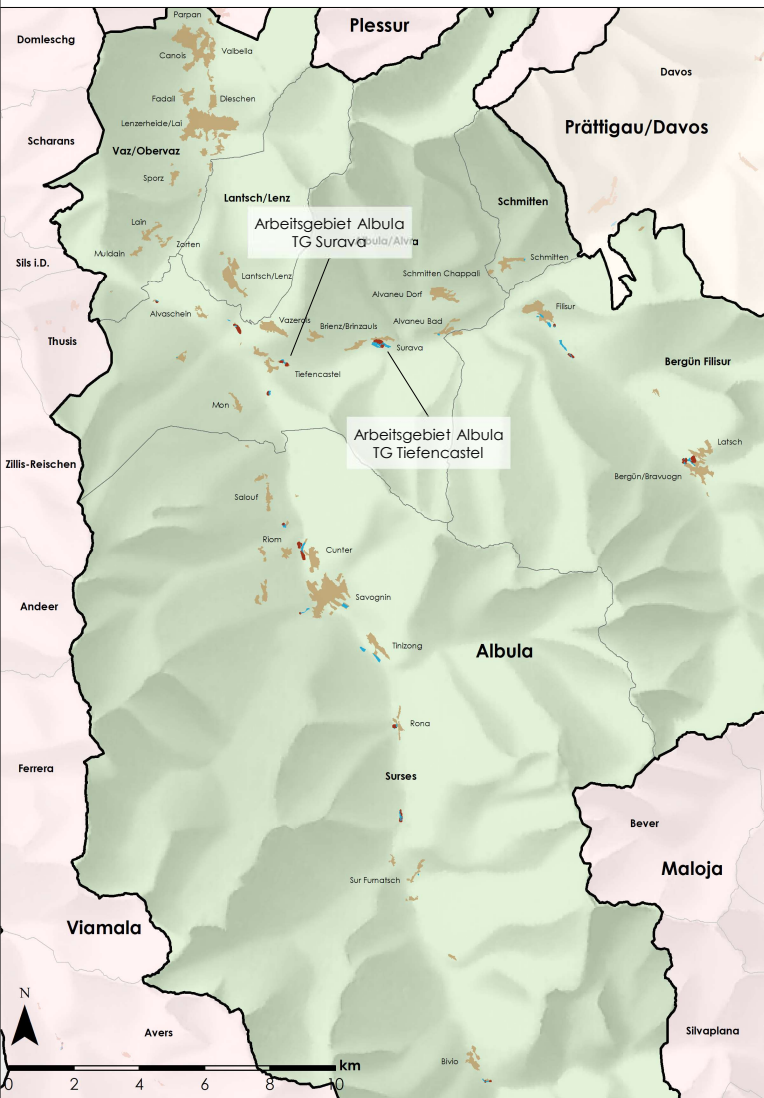 Parpan
Plessur
Domleschg
Canols
Valbella
Davos
Fadail
Dieschen
Lenzerheide/Lai
Prättigau/Davos
Scharans
Vaz/Obervaz
Sporz
Lantsch/Lenz
Schmitten
Arbeitsgebiet Albula
TG Surava
Albula/Alvra
Lain
Zorten
Muldain
Sils i.D.
Schmitten
Schmitten Chappali
Lantsch/Lenz
Alvaneu Dorf
Filisur
Alvaschein
Vazerols
Brienz/Brinzauls
Alvaneu Bad
Thusis
Surava
Bergün Filisur
Tiefencastel
Mon
Arbeitsgebiet Albula
TG Tiefencastel
Latsch
Zillis-Reischen
Bergün/Bravuogn
Salouf
Riom
Cunter
Savognin
Andeer
Tinizong
Albula
Rona
Ferrera
Surses
Bever
Maloja
Sur Furnatsch
Viamala
N
Avers
Silvaplana
Bivio
km
0 2 4 6 8 10